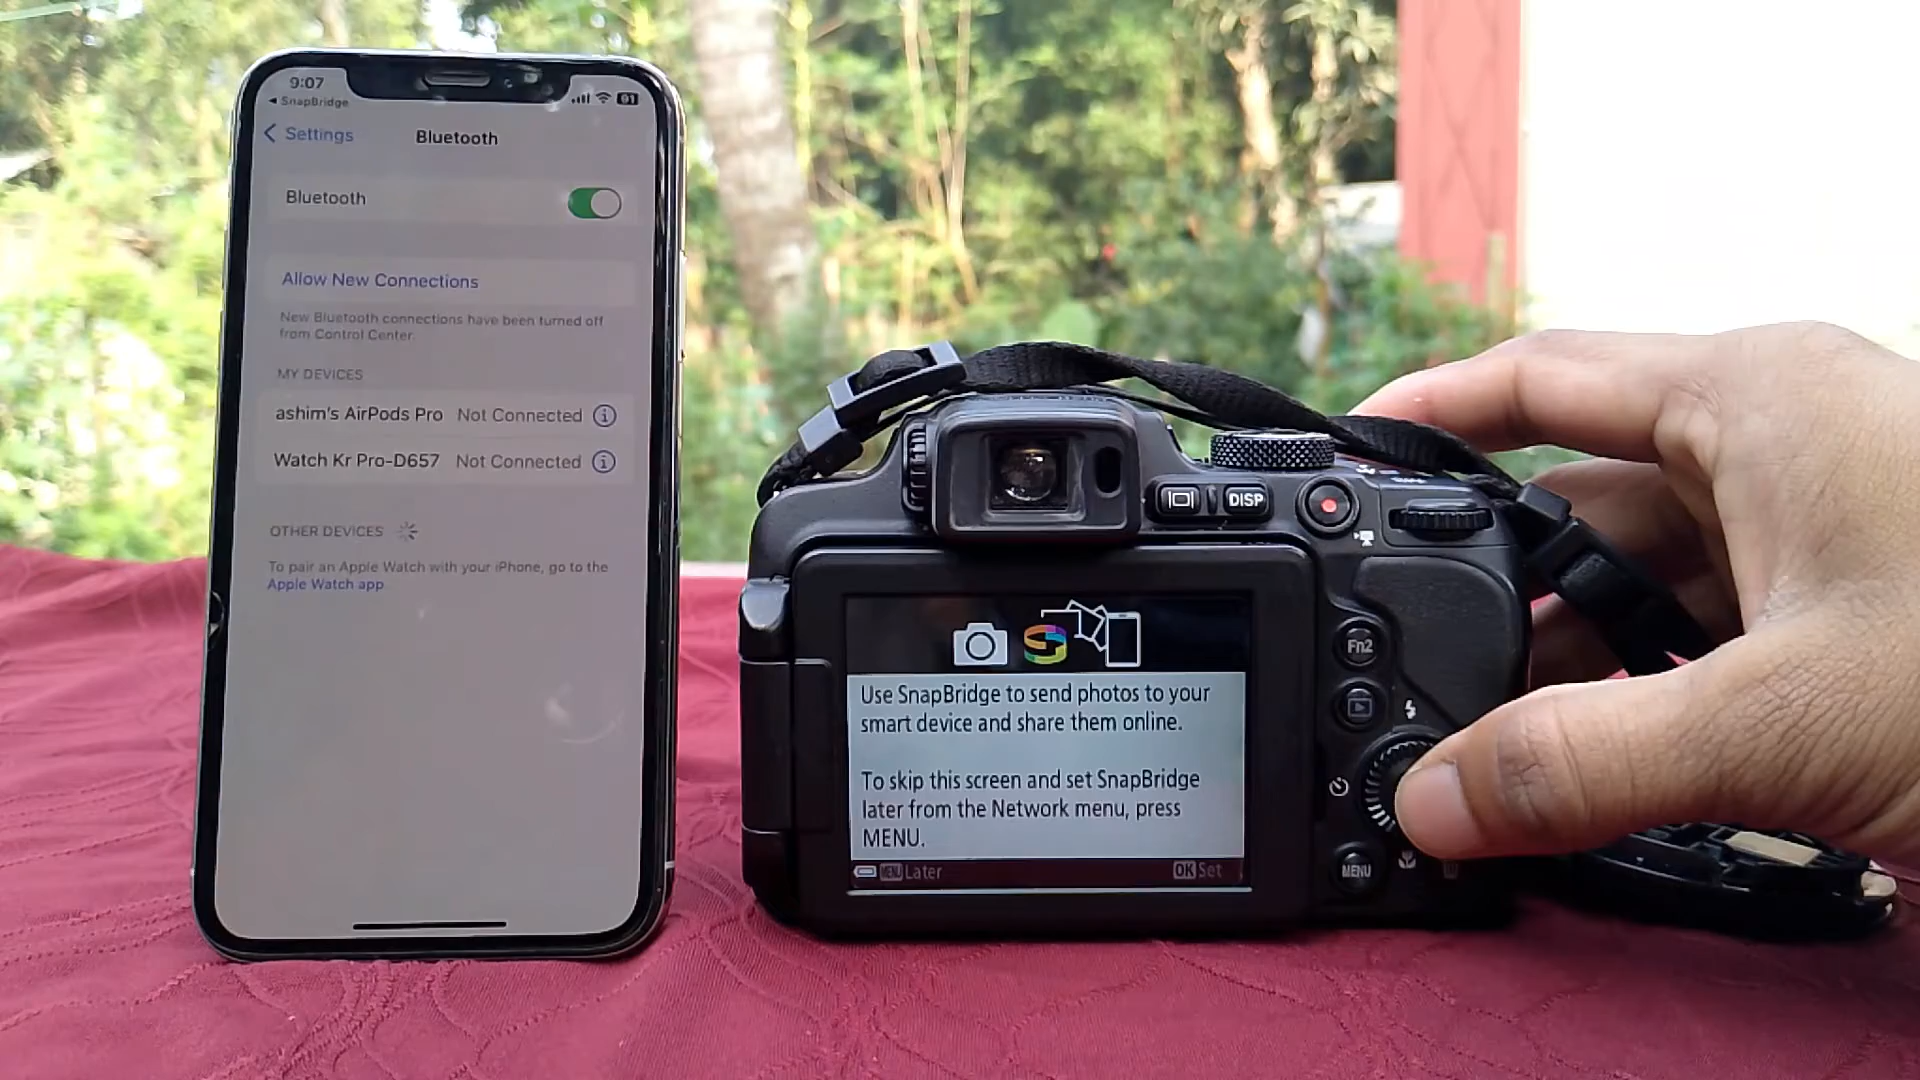 9:07
SnapBridge
91
Settings
Bluetooth
Bluetooth
Allow New Connections
New Bluetooth connections have been turned off
from Control Center.
MY DEVICES
ashim's AirPods Pro Not Connected
Watch Kr Pro-D657 Not Connected
OTHER DEVICES
To pair an Apple Watch with your iPhone, go to the
Apple Watch app
DISP
Fn2
Use SnapBridge to send photos to your
smart device and share them online.
To skip this screen and set SnapBridge
later from the Network menu, press
MENU.
MENU Later
OK Set
MENU